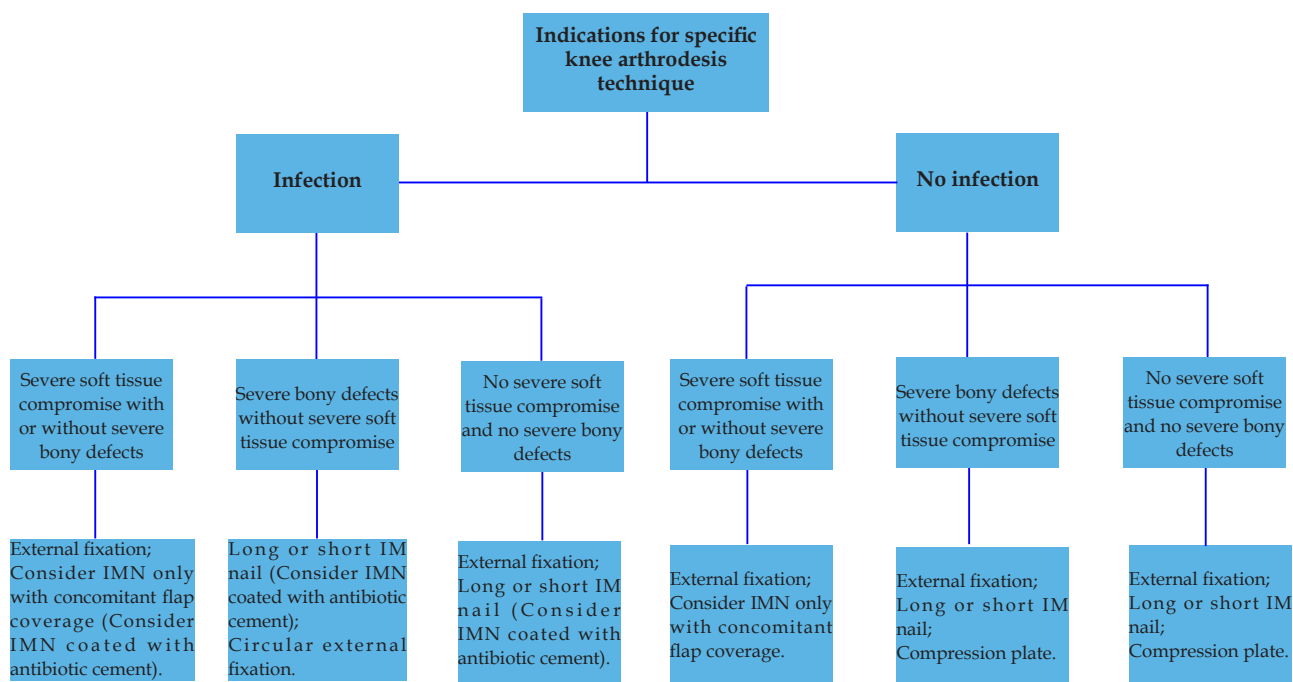 Indications for specific
knee arthrodesis
technique
Infection
No infection
Severe soft tissue
compromise with
or without severe
bony defects
Severe bony defects
without severe soft
tissue compromise
No severe soft
tissue compromise
and no severe bony
defects
Severe soft tissue
compromise with
or without severe
bony defects
Severe bony defects
without severe soft
tissue compromise
No severe soft
tissue compromise
and no severe bony
defects
External fixation;
Consider IMN only
with concomitant flap
coverage (Consider
IMN coated with
antibiotic cement).
Long or short IM
nail (Consider IMN
coated with antibiotic
cement);
Circular external
fixation.
External fixation;
Long or short IM
nail (Consider
IMN coated with
antibiotic cement).
External fixation;
Consider IMN only
with concomitant
flap coverage.
External fixation;
Long or short IM
nail;
Compression plate.
External fixation;
Long or short IM
nail;
Compression plate.